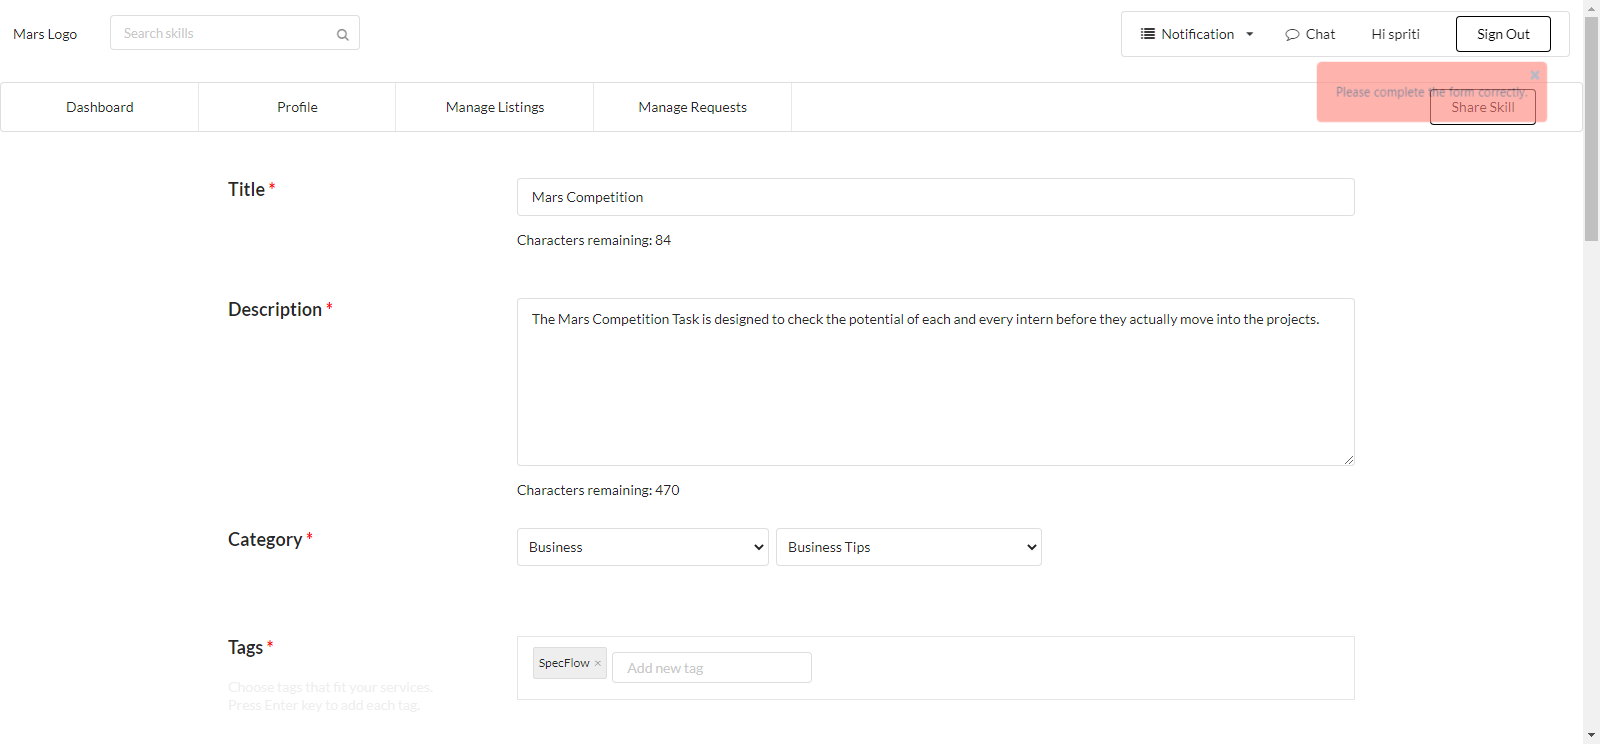 Mars Logo
Search skills
Notification
Chat
Hi spriti
Sign Out
×
Please complete the form correctly.
Dashboard
Profile
Manage Listings
Manage Requests
Share Skill
Title *
Mars Competition
Characters remaining: 84
Description *
The Mars Competition Task is designed to check the potential of each and every intern before they actually move into the projects.
Characters remaining: 470
Category *
Business
Business Tips
Tags *
SpecFlow ×
Add new tag
Choose tags that fit your services.
Press Enter key to add each tag.